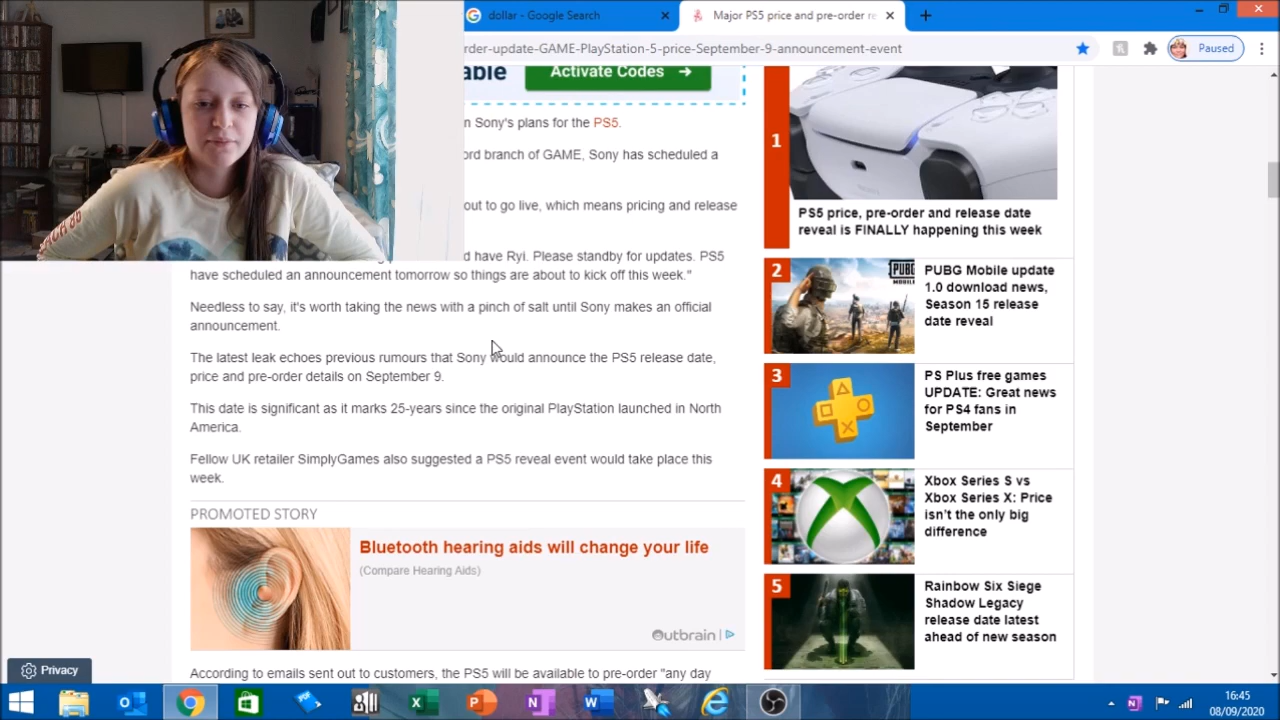 dollar - Google Search
Major PS5 price and pre-order re
rder-update-GAME-PlayStation-5-price-September-9-announcement-event
Paused
able
Activate Codes →
n Sony's plans for the PS5.
ord branch of GAME, Sony has scheduled a
out to go live, which means pricing and release
d have Ryi. Please standby for updates. PS5
have scheduled an announcement tomorrow so things are about to kick off this week."
Needless to say, it's worth taking the news with a pinch of salt until Sony makes an official
announcement.
The latest leak echoes previous rumours that Sony would announce the PS5 release date,
price and pre-order details on September 9.
This date is significant as it marks 25-years since the original PlayStation launched in North
America.
Fellow UK retailer SimplyGames also suggested a PS5 reveal event would take place this
week.
PROMOTED STORY
Bluetooth hearing aids will change your life
(Compare Hearing Aids)
Outbrain
According to emails sent out to customers, the PS5 will be available to pre-order "any day
1
PS5 price, pre-order and release date
reveal is FINALLY happening this week
2
PUBG
MOBILE
PUBG Mobile update
1.0 download news,
Season 15 release
date reveal
3
PS Plus free games
UPDATE: Great news
for PS4 fans in
September
4
Xbox Series S vs
Xbox Series X: Price
isn't the only big
difference
5
Rainbow Six Siege
Shadow Legacy
release date latest
ahead of new season
Privacy
16:45
08/09/2020